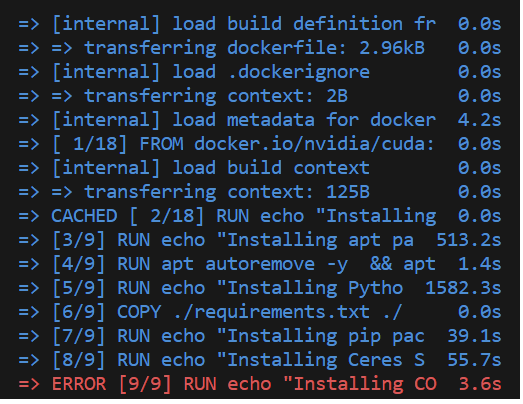 => [internal] load build definition fr 0.0s
=> => transferring dockerfile: 2.96kB 0.0s
=> [internal] load .dockerignore 0.0s
=> => transferring context: 2B 0.0s
=> [internal] load metadata for docker 4.2s
=> [ 1/18] FROM docker.io/nvidia/cuda: 0.0s
=> [internal] load build context 0.0s
=> => transferring context: 125B 0.0s
=> CACHED [ 2/18] RUN echo "Installing 0.0s
=> [3/9] RUN echo "Installing apt pa 513.2s
=> [4/9] RUN apt autoremove -y  && apt 1.4s
=> [5/9] RUN echo "Installing Pytho 1582.3s
=> [6/9] COPY ./requirements.txt ./ 0.0s
=> [7/9] RUN echo "Installing pip pac 39.1s
=> [8/9] RUN echo "Installing Ceres S 55.7s
=> ERROR [9/9] RUN echo "Installing CO 3.6s